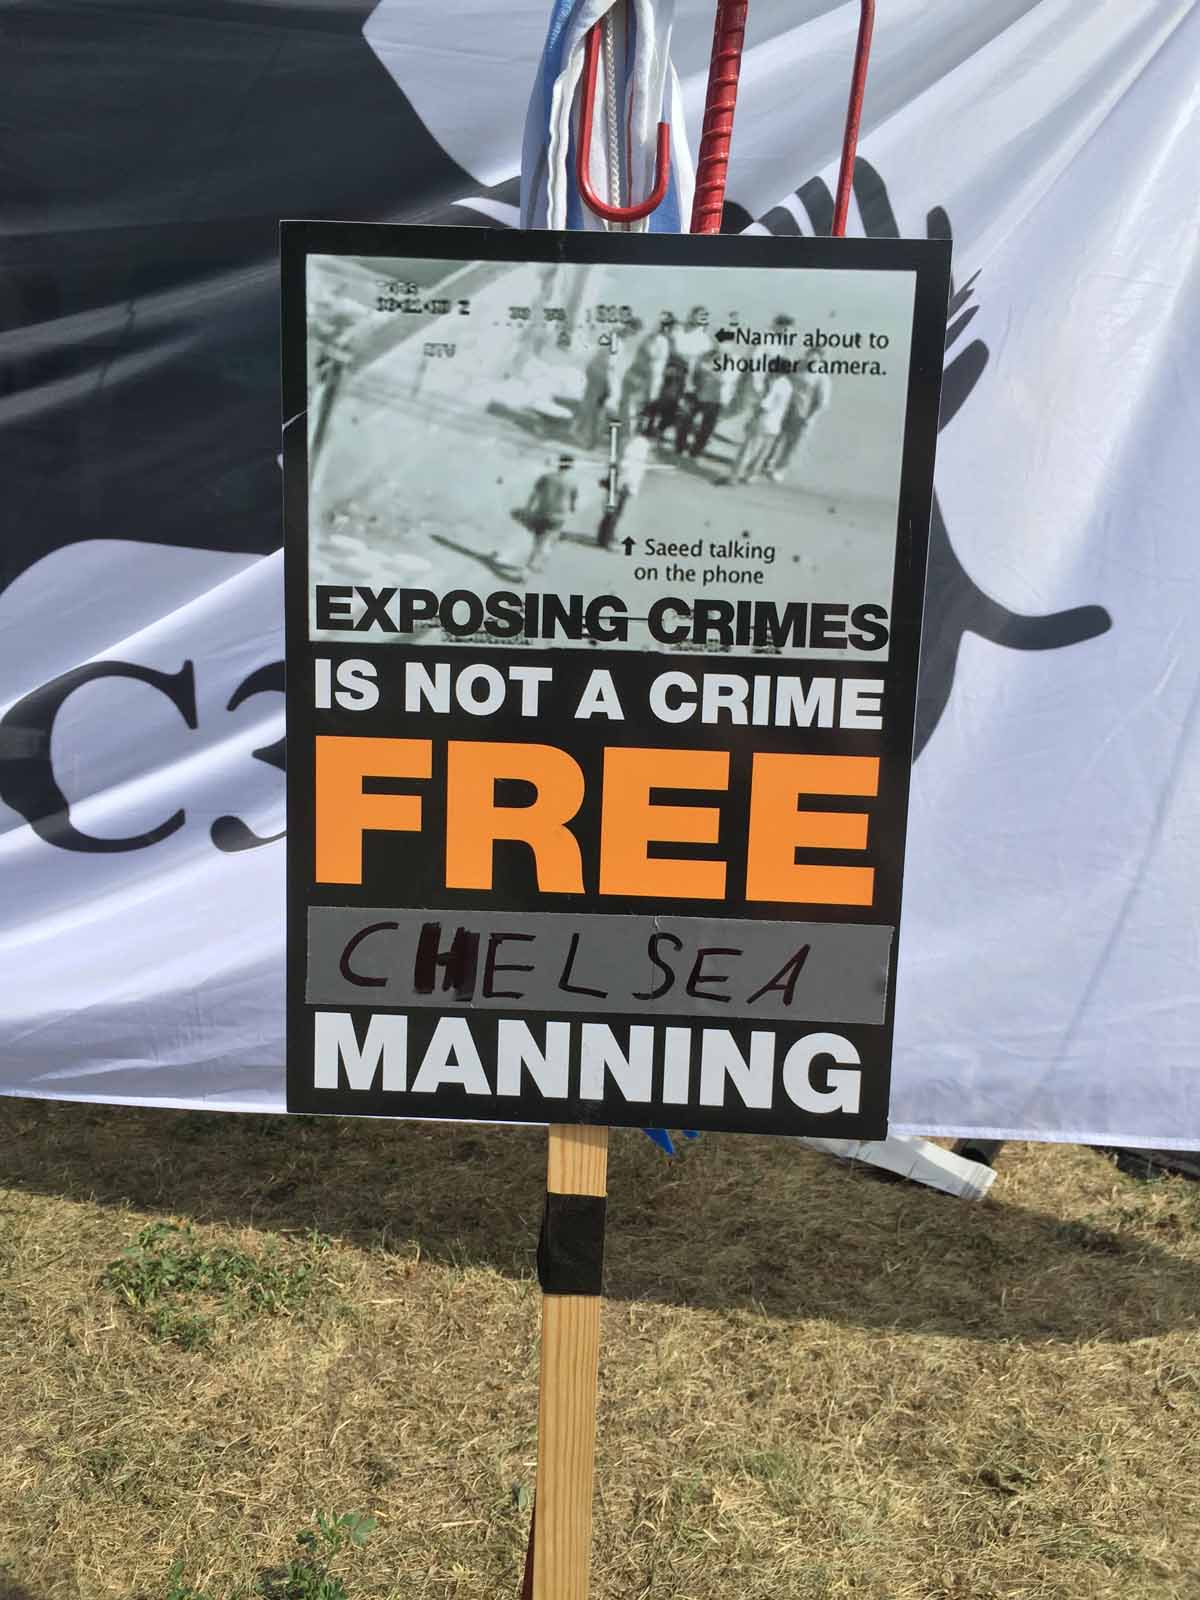 ←Namir about to
shoulder camera.
↑ Saeed talking
on the phone
EXPOSING CRIMES
IS NOT A CRIME
FREE
CHELSEA
MANNING